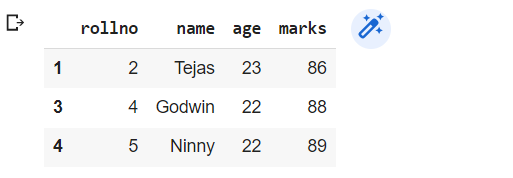 rollno name age marks
1 2 Tejas 23 86
3 4 Godwin 22 88
4 5 Ninny 22 89